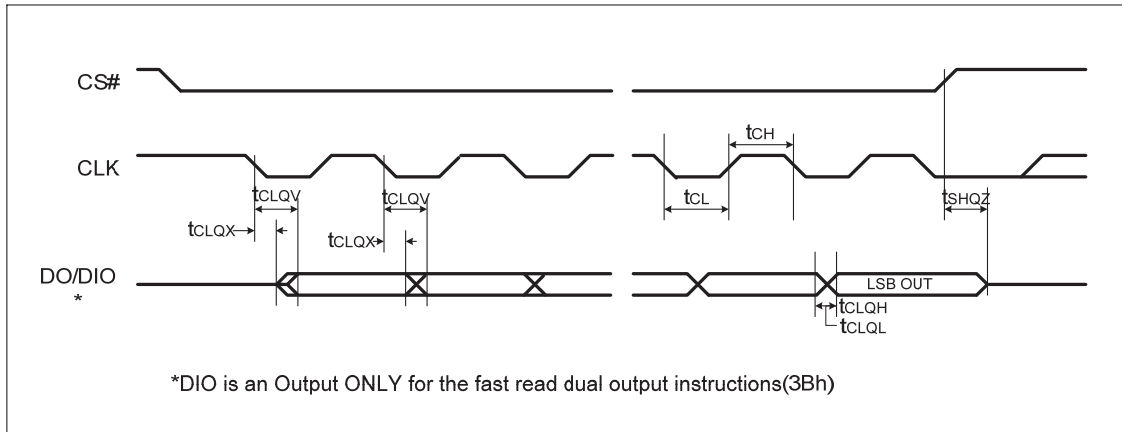 CS#
CLK
tCH
tCLQV
tCLQV
tCL
tSHQZ
tCLQX
tCLQX
DO/DIO
*
LSB OUT
tCLQH
tCLQL
*DIO is an Output ONLY for the fast read dual output instructions(3Bh)